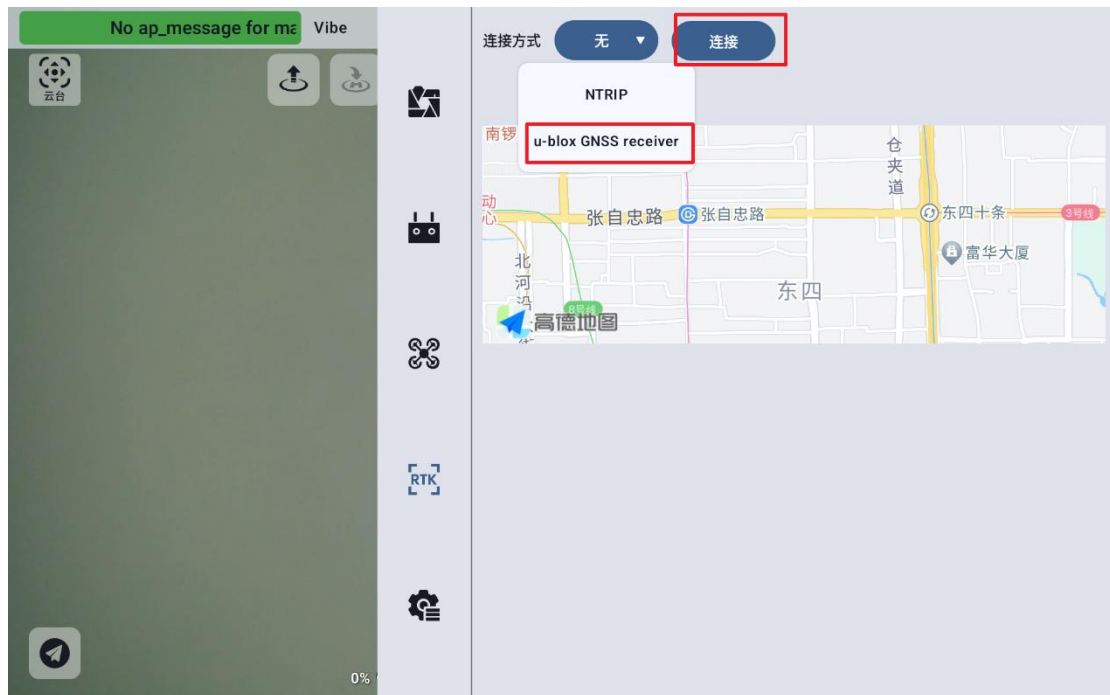 No ap_message for ma
Vibe
连接方式
无
连接
云台
NTRIP
u-blox GNSS receiver
南锣
仓夹道
动心
张自忠路
张自忠路
东四十条
3号线
富华大厦
北河沿
东四
8号线
高德地图
RTK
0%